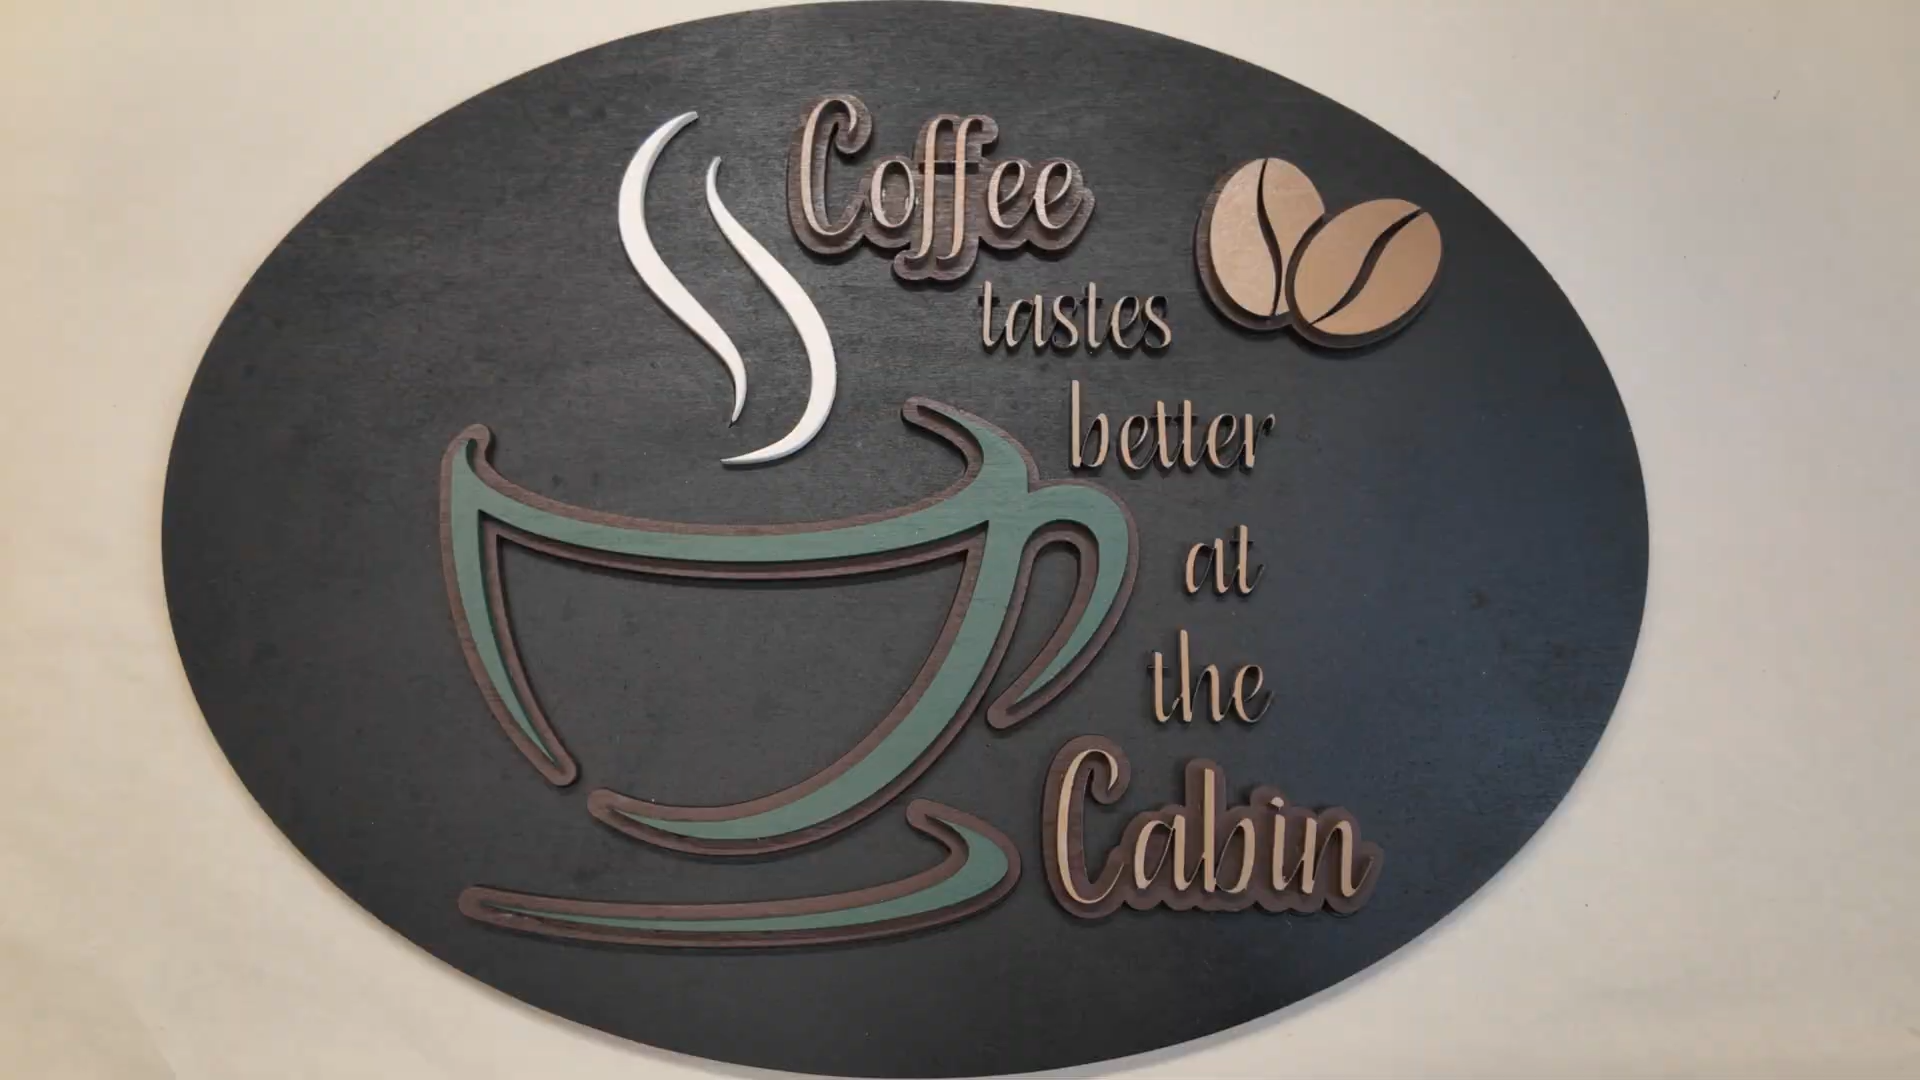 Coffee
tastes
better
at
the
Cabin